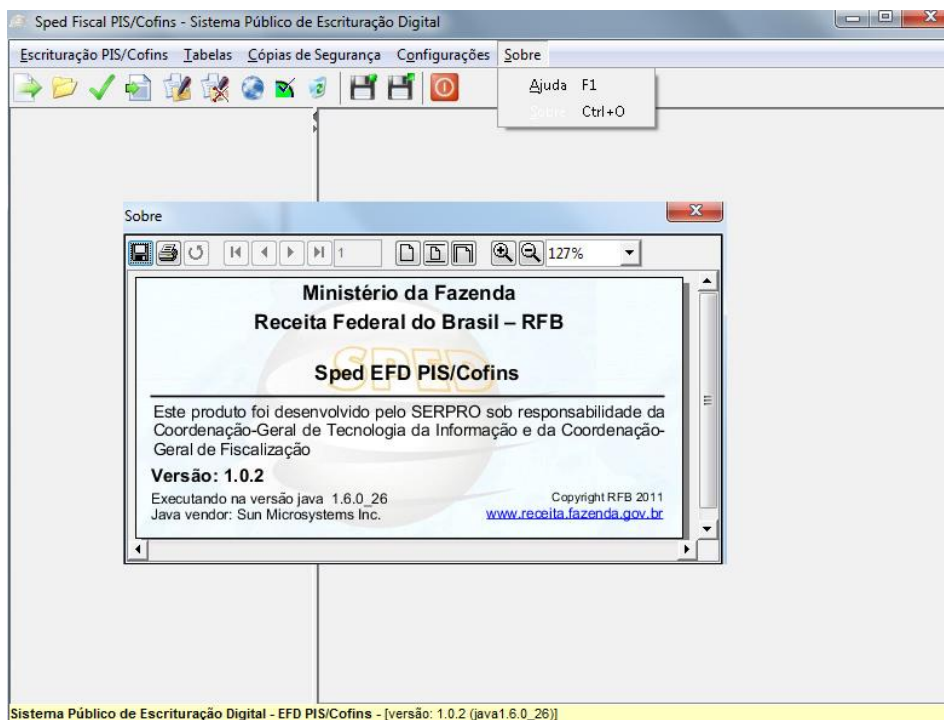 Sped Fiscal PIS/Cofins - Sistema Público de Escrituração Digital
Escrituração PIS/Cofins Tabelas Cópias de Segurança Configurações Sobre
Ajuda F1
Sobre Ctrl+O
Sobre
1 127%
Ministério da Fazenda
Receita Federal do Brasil – RFB
SPED
Sped EFD PIS/Cofins
Este produto foi desenvolvido pelo SERPRO sob responsabilidade da
Coordenação-Geral de Tecnologia da Informação e da Coordenação-
Geral de Fiscalização
Versão: 1.0.2
Executando na versão java 1.6.0_26 Copyright RFB 2011
Java vendor: Sun Microsystems Inc. www.receita.fazenda.gov.br
Sistema Público de Escrituração Digital - EFD PIS/Cofins - [versão: 1.0.2 (java1.6.0_26)]